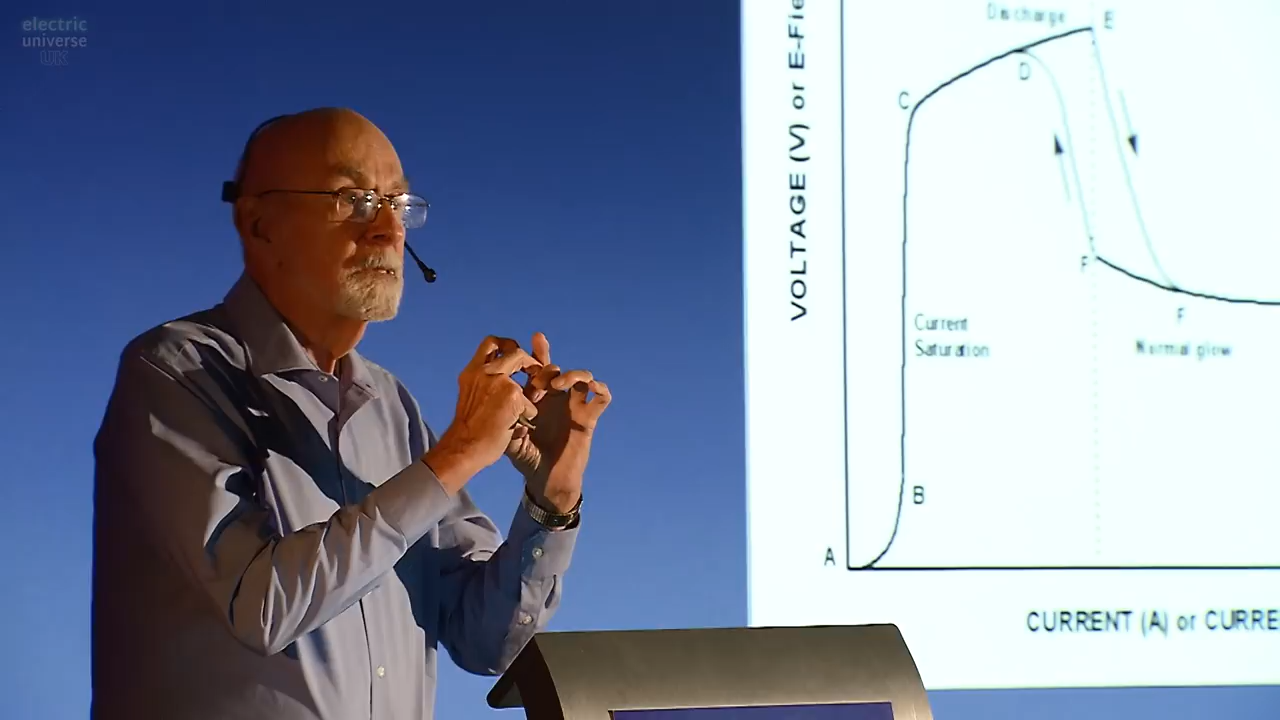 electric
universe
UK
Discharge
E
D
C
VOLTAGE (V) or E-Fie
F'
Current
Saturation
F
Normal glow
B
A
CURRENT (A) or CURRE